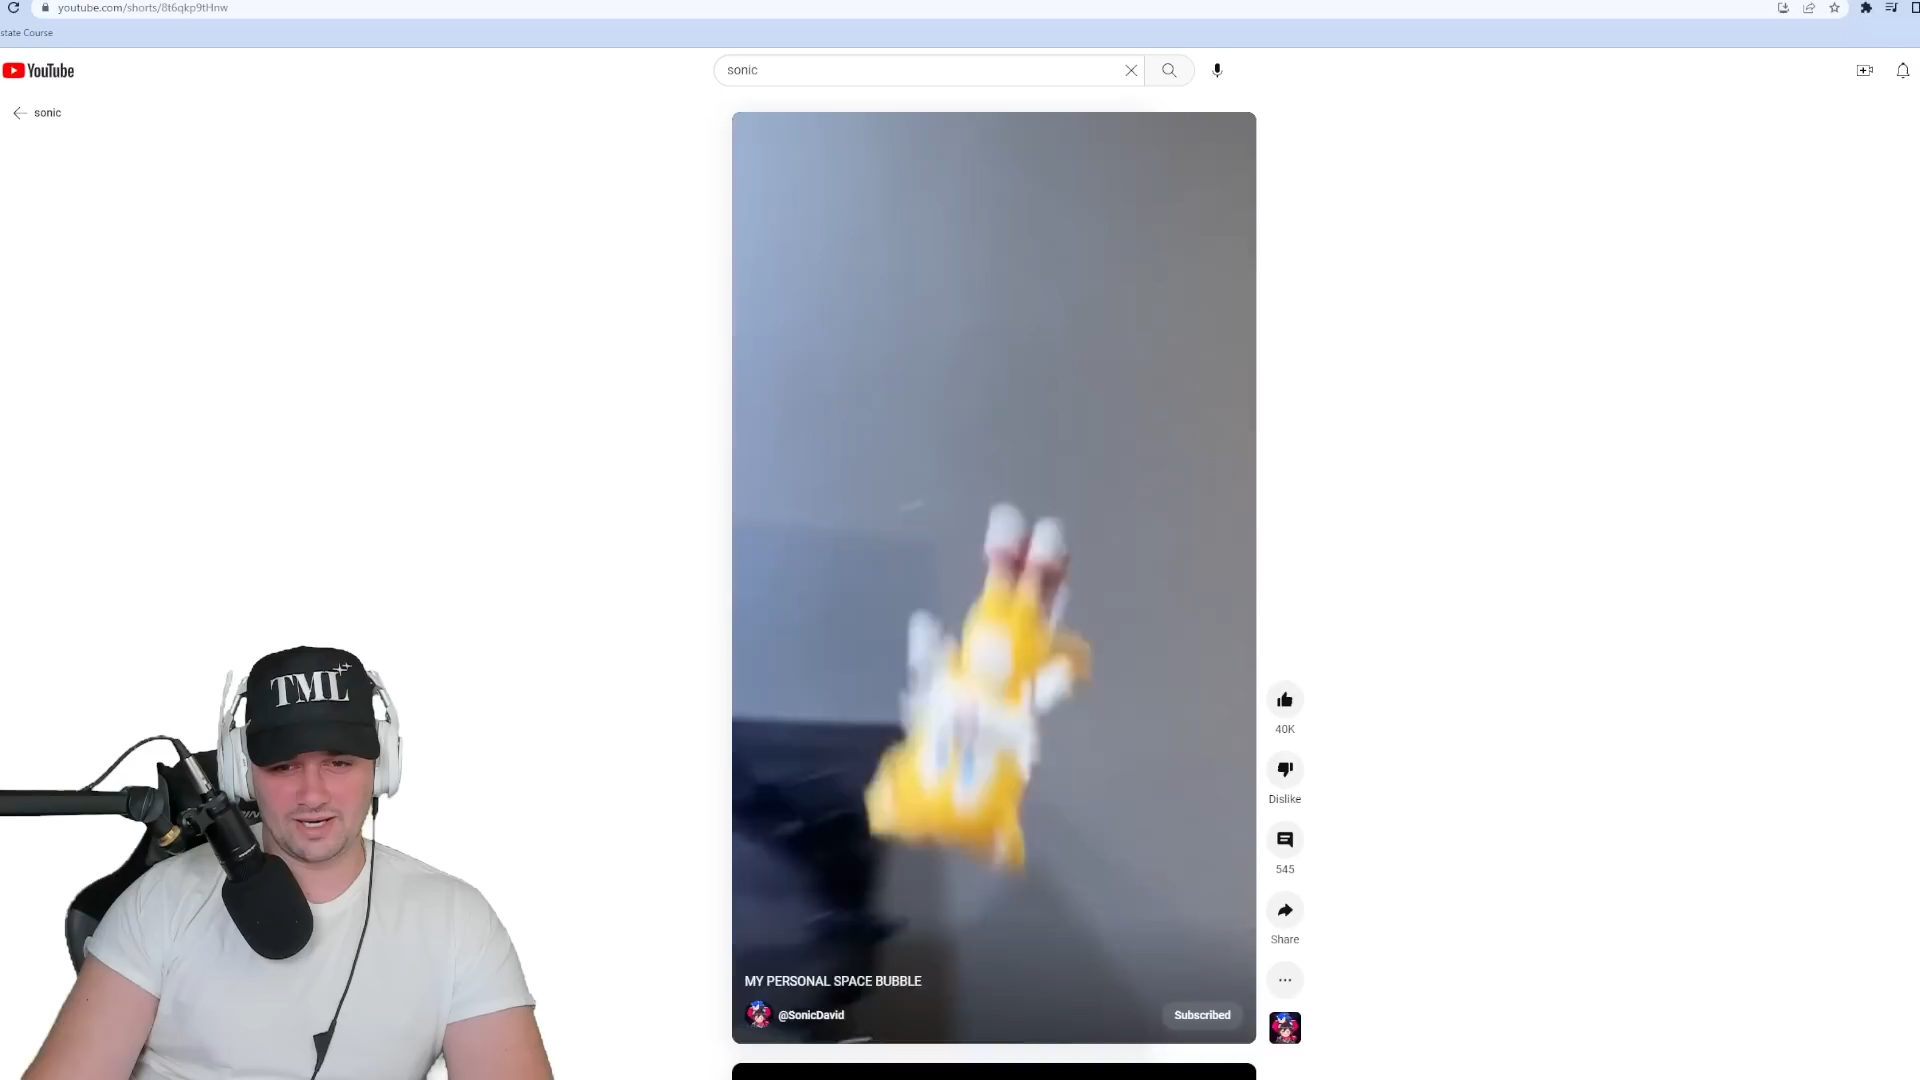 youtube.com/shorts/8t6qkp9tHnw
state Course
YouTube
sonic
sonic
TML
40K
Dislike
545
Share
MY PERSONAL SPACE BUBBLE
@SonicDavid
Subscribed